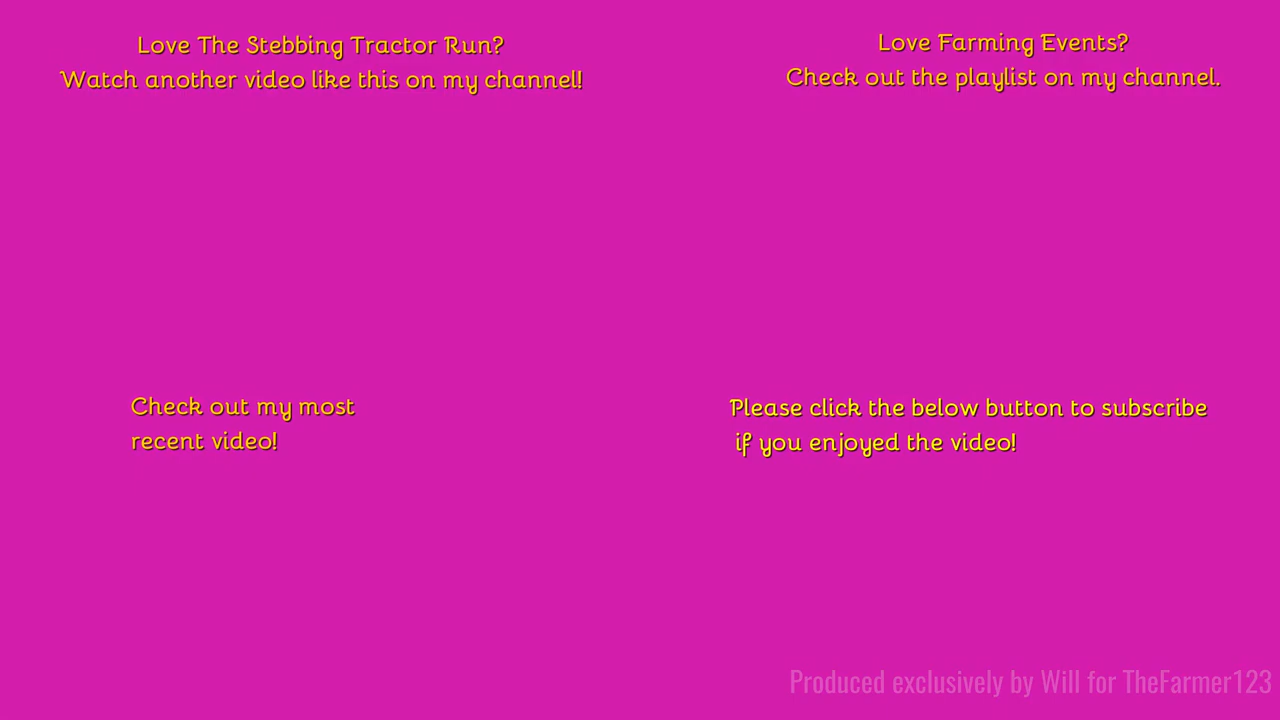 Love The Stebbing Tractor Run?
Watch another video like this on my channel!
Love Farming Events?
Check out the playlist on my channel.
Check out my most
recent video!
Please click the below button to subscribe
if you enjoyed the video!
Produced exclusively by Will for TheFarmer123